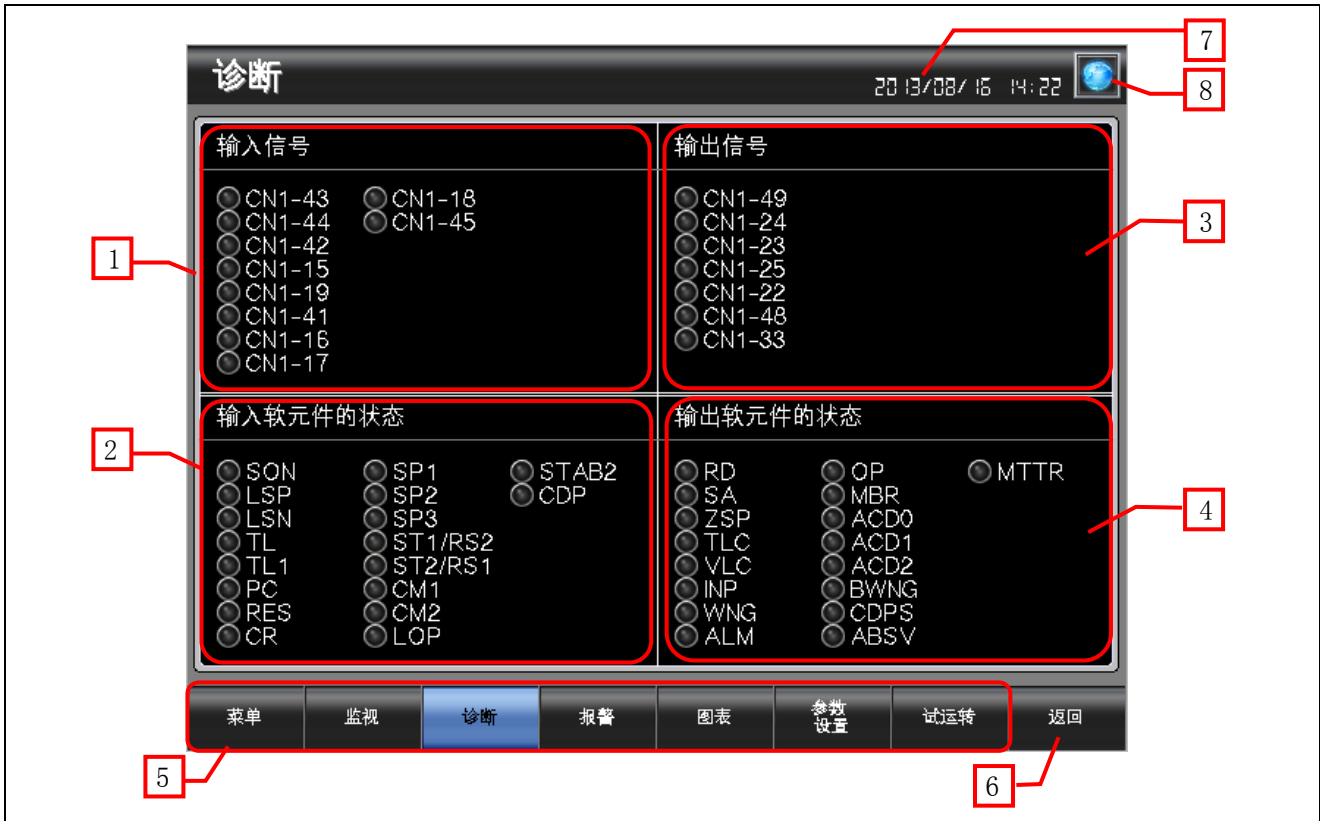 诊断
2013/08/16 14:22
7
8
输入信号
CN1-43 CN1-18
CN1-44 CN1-45
CN1-42
CN1-15
CN1-19
CN1-41
CN1-16
CN1-17
1
输出信号
CN1-49
CN1-24
CN1-23
CN1-25
CN1-22
CN1-48
CN1-33
3
输入软元件的状态
SON SP1 STAB2
LSP SP2 CDP
LSN SP3
TL ST1/RS2
TL1 ST2/RS1
PC CM1
RES CM2
CR LOP
2
输出软元件的状态
RD OP MTTR
SA MBR
ZSP ACD0
TLC ACD1
VLC ACD2
INP BWNG
WNG CDPS
ALM ABSV
4
菜单 监视 诊断 报警 图表 参数 试运转 返回
设置
5
6